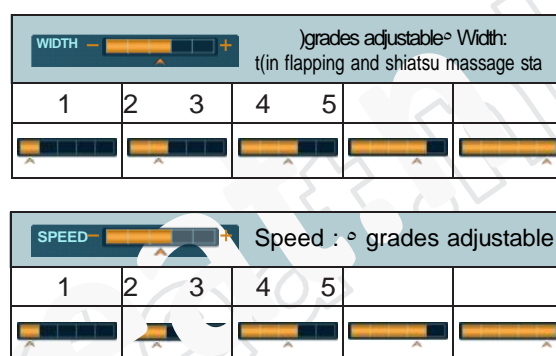 WIDTH − + )grades adjustable° Width:
t(in flapping and shiatsu massage sta
1 2 3 4 5
SPEED− + Speed : ° grades adjustable
1 2 3 4 5